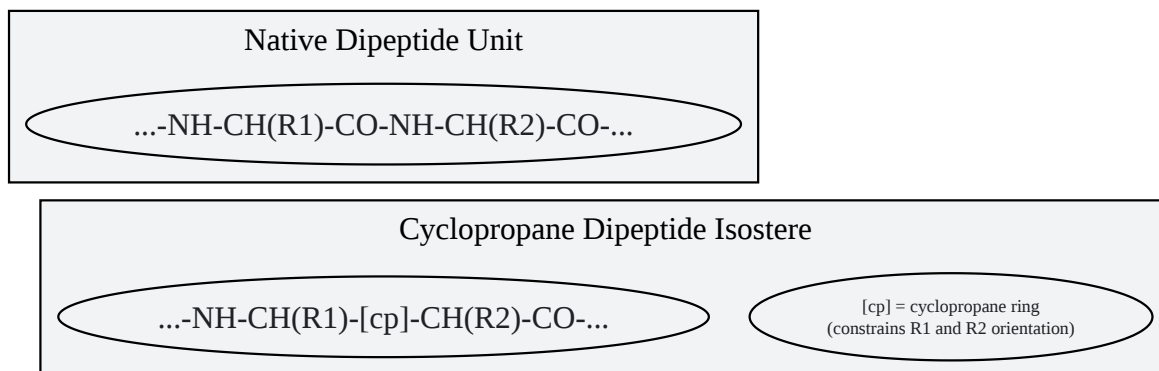 Native Dipeptide Unit
...-NH-CH(R1)-CO-NH-CH(R2)-CO-...
Cyclopropane Dipeptide Isostere
...-NH-CH(R1)-[cp]-CH(R2)-CO-...
[cp] = cyclopropane ring
(constrains R1 and R2 orientation)